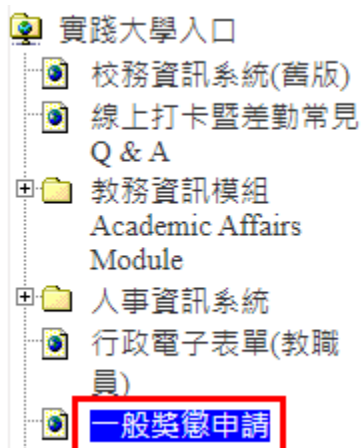 實踐大學入口
校務資訊系統(舊版)
線上打卡暨差勤常見
Q & A
教務資訊模組
Academic Affairs
Module
人事資訊系統
行政電子表單(教職
員)
一般獎懲申請